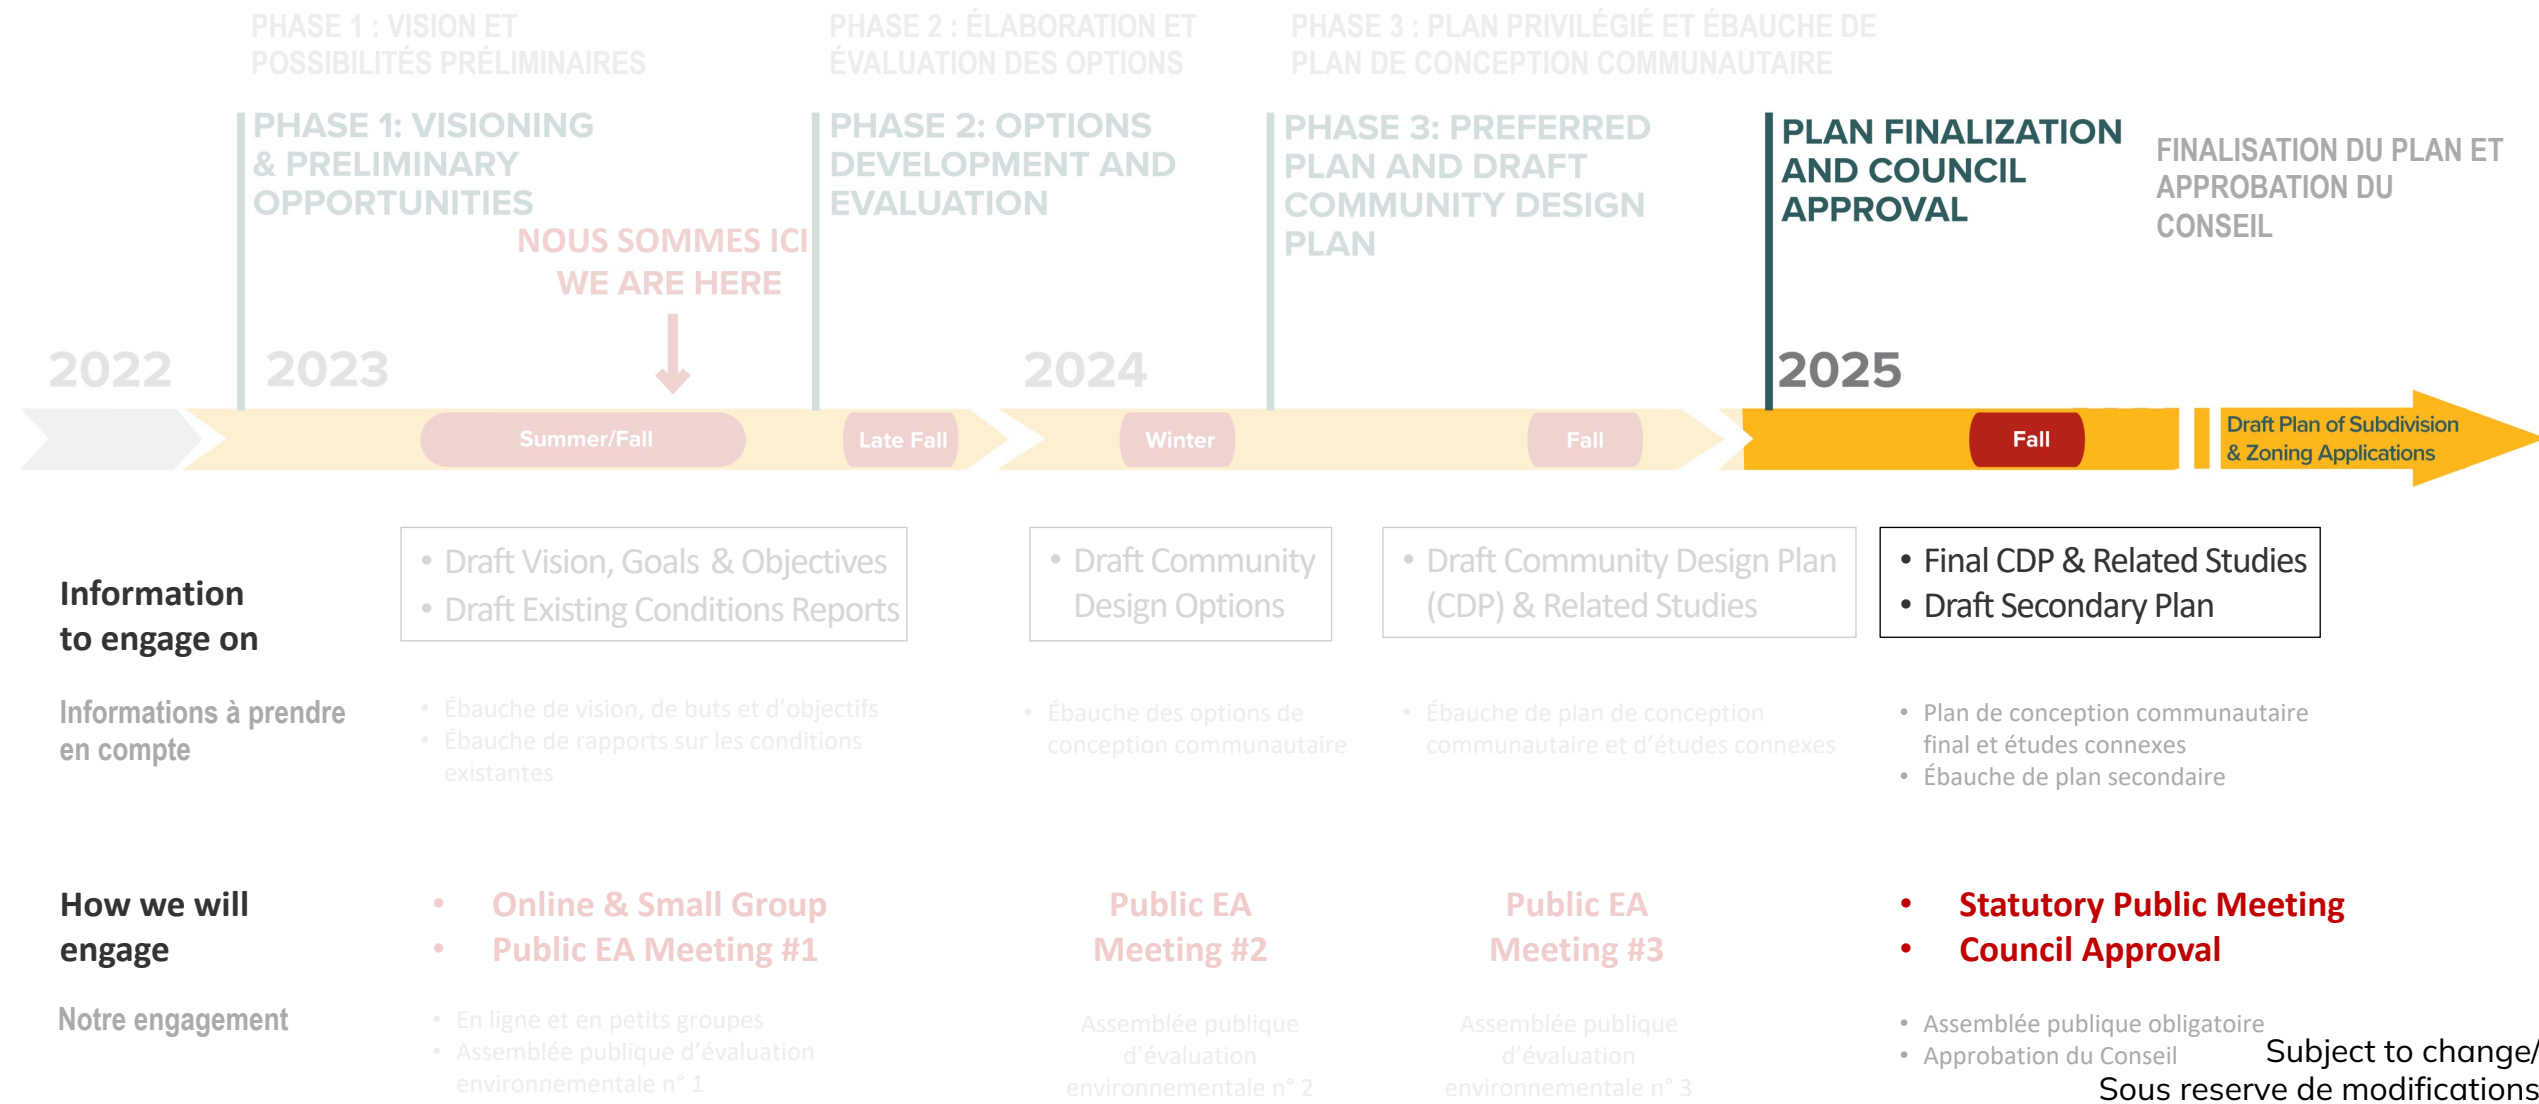 PHASE 1 : VISION ET
POSSIBILITÉS PRÉLIMINAIRES
PHASE 2 : ÉLABORATION ET
ÉVALUATION DES OPTIONS
PHASE 3 : PLAN PRIVILÉGIÉ ET ÉBAUCHE DE
PLAN DE CONCEPTION COMMUNAUTAIRE
PHASE 1: VISIONING
& PRELIMINARY
OPPORTUNITIES
PHASE 2: OPTIONS
DEVELOPMENT AND
EVALUATION
PHASE 3: PREFERRED
PLAN AND DRAFT
COMMUNITY DESIGN
PLAN
PLAN FINALIZATION
AND COUNCIL
APPROVAL
FINALISATION DU PLAN ET
APPROBATION DU
CONSEIL
NOUS SOMMES ICI
WE ARE HERE
2022
2023
2024
2025
Summer/Fall
Late Fall
Winter
Fall
Fall
Draft Plan of Subdivision
& Zoning Applications
Information
to engage on
• Draft Vision, Goals & Objectives
• Draft Existing Conditions Reports
• Draft Community
Design Options
• Draft Community Design Plan
(CDP) & Related Studies
• Final CDP & Related Studies
• Draft Secondary Plan
Informations à prendre
en compte
• Ébauche de vision, de buts et d'objectifs
• Ébauche de rapports sur les conditions
existantes
• Ébauche des options de
conception communautaire
• Ébauche de plan de conception
communautaire et d'études connexes
• Plan de conception communautaire
final et études connexes
• Ébauche de plan secondaire
How we will
engage
• Online & Small Group
• Public EA Meeting #1
Public EA
Meeting #2
Public EA
Meeting #3
• Statutory Public Meeting
• Council Approval
Notre engagement
• En ligne et en petits groupes
• Assemblée publique d'évaluation
environnementale n° 1
Assemblée publique
d'évaluation
environnementale n° 2
Assemblée publique
d'évaluation
environnementale n° 3
• Assemblée publique obligatoire
• Approbation du Conseil
Subject to change/
Sous reserve de modifications